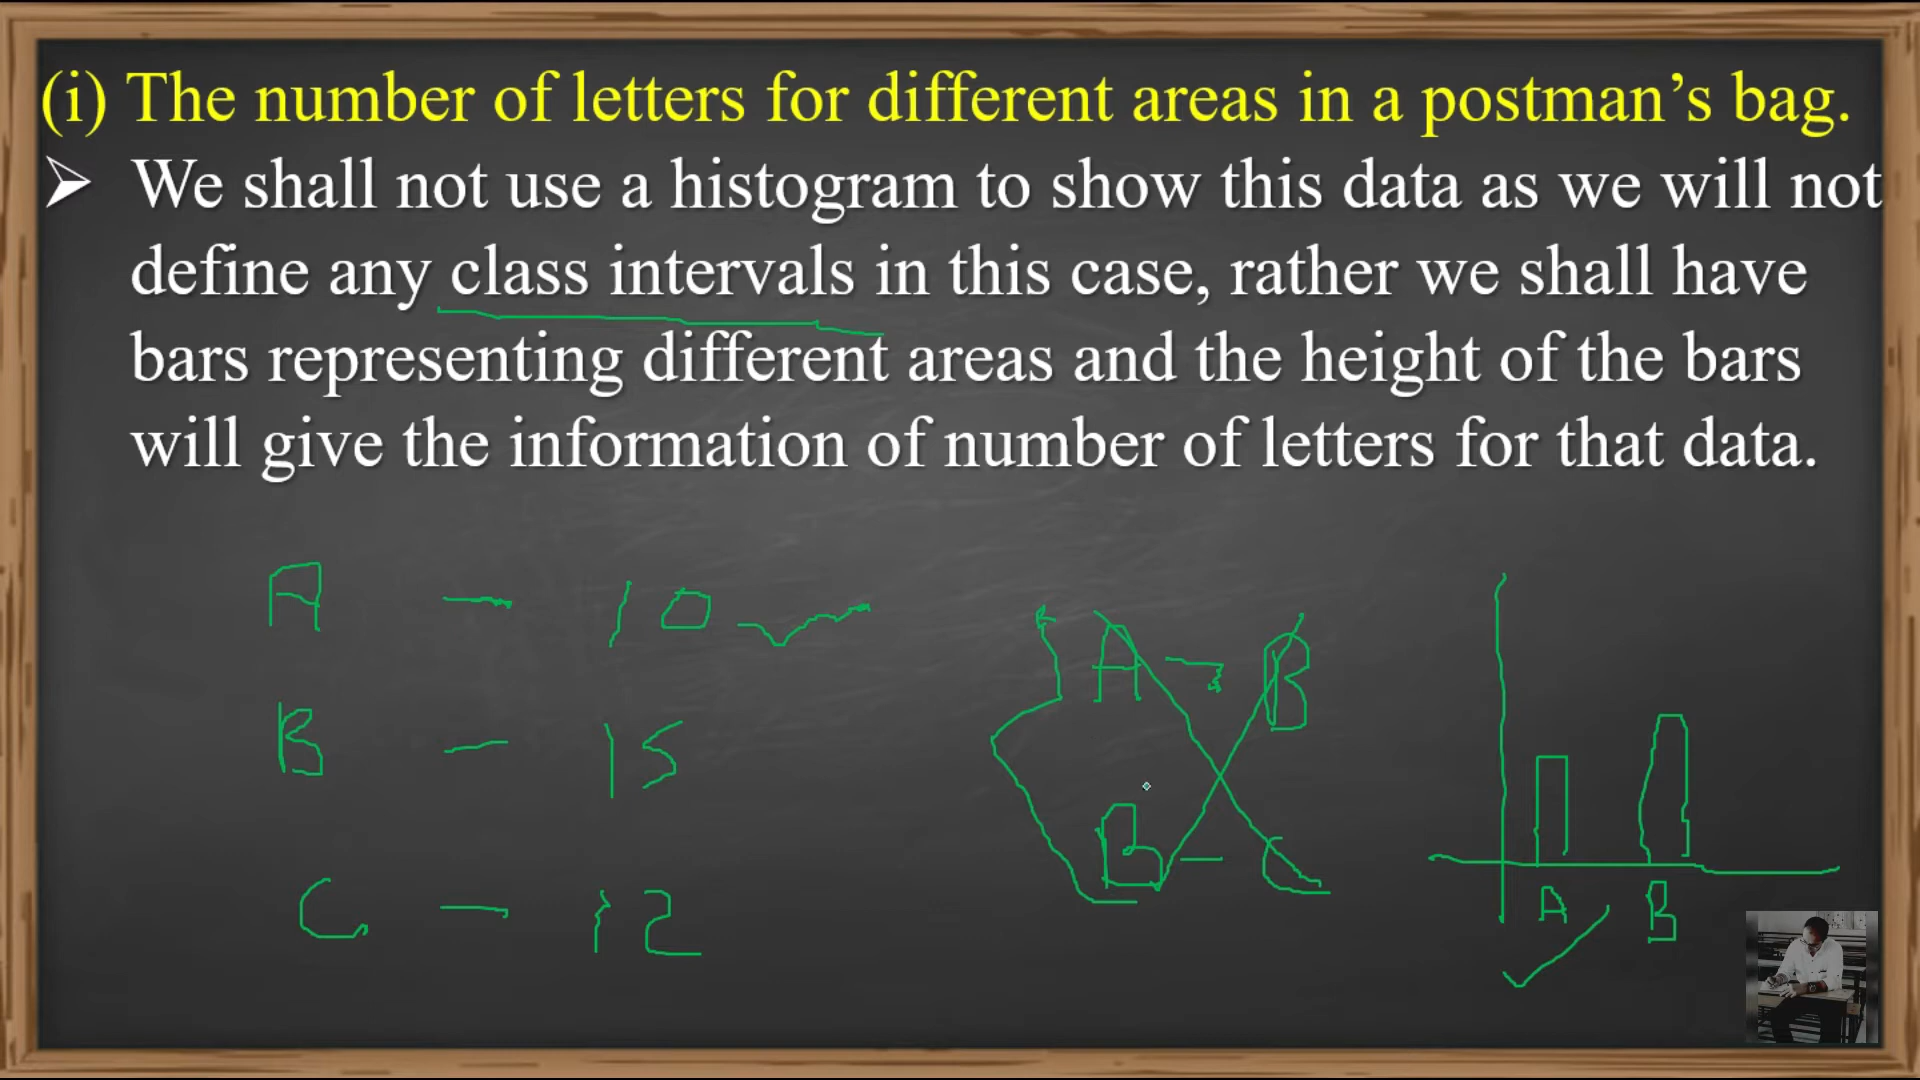 (i) The number of letters for different areas in a postman's bag.
We shall not use a histogram to show this data as we will not
define any class intervals in this case, rather we shall have
bars representing different areas and the height of the bars
will give the information of number of letters for that data.
A - 10
B - 15
C - 12
A → B
B - C
A B